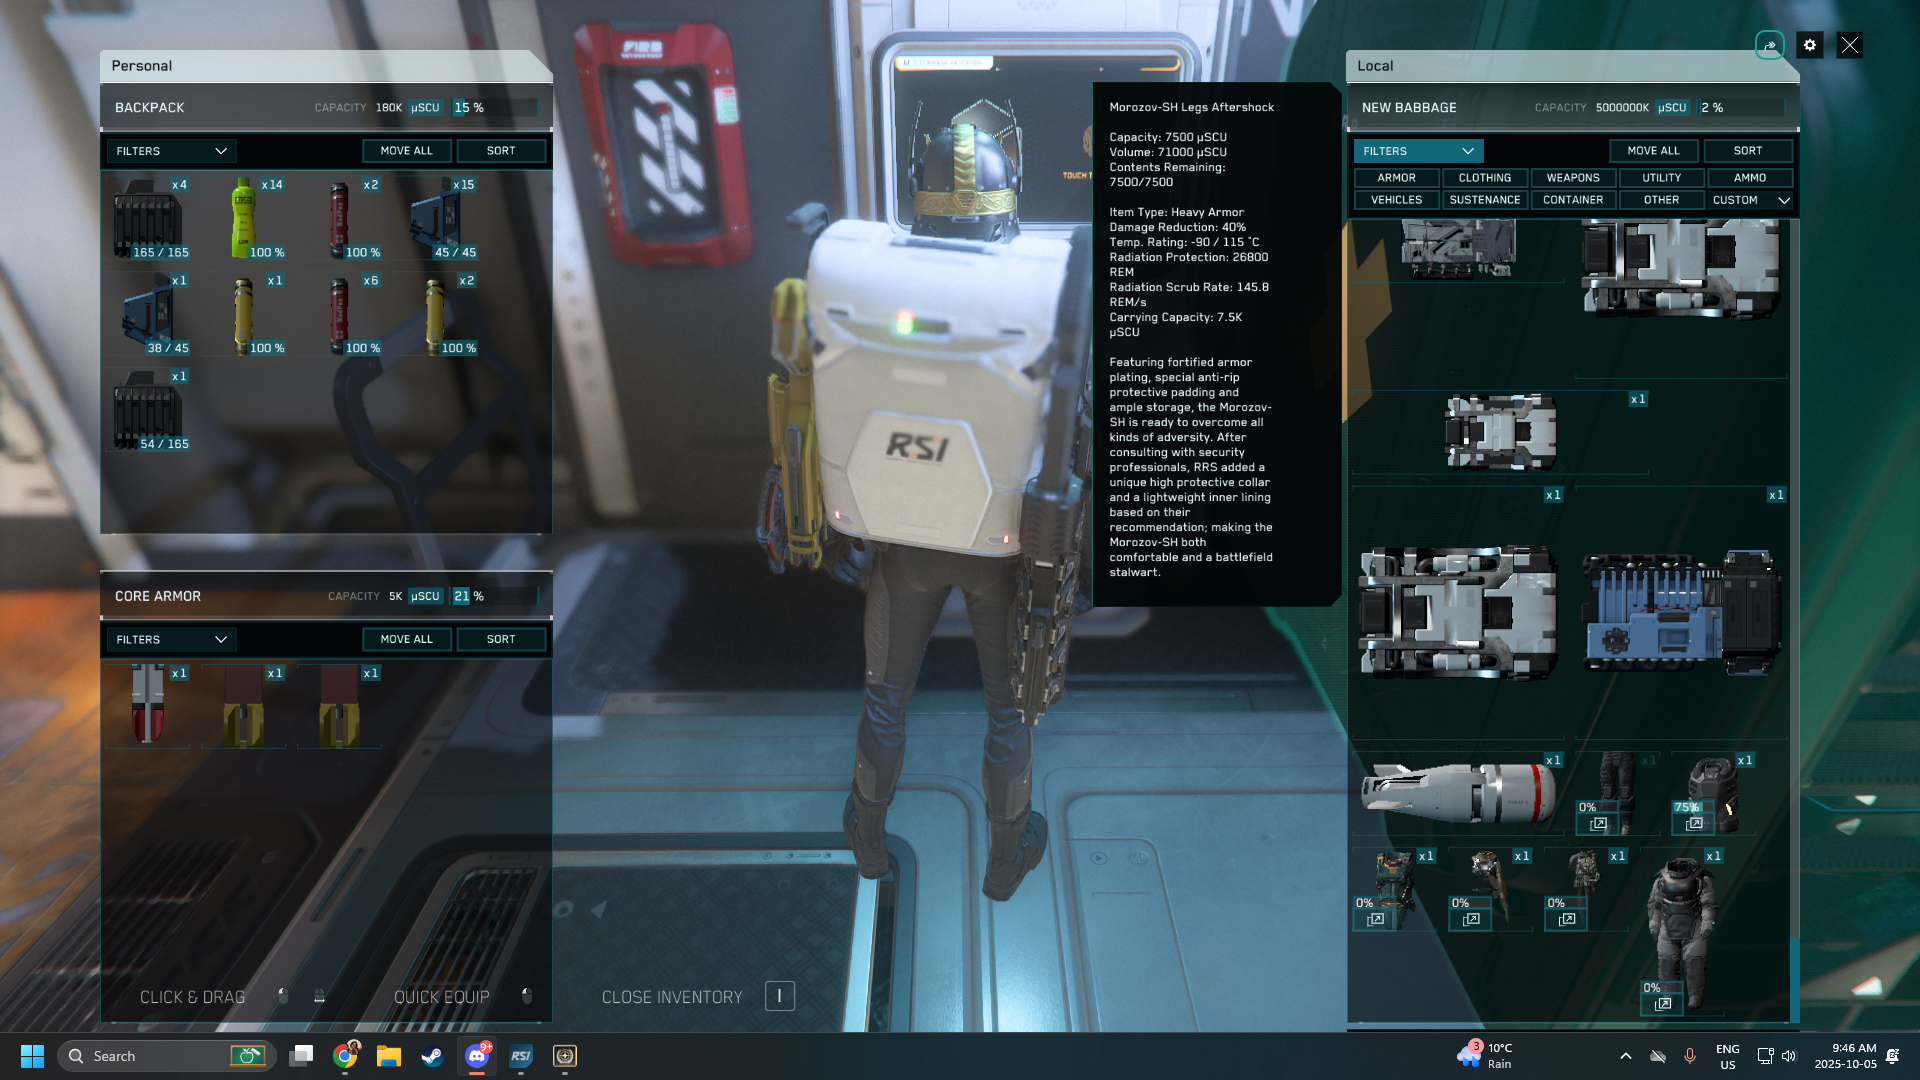 Personal
BACKPACK CAPACITY 180K µSCU 15 %
FILTERS MOVE ALL SORT
x4 x14 x2 x15
165 / 165 100 % 100 % 45 / 45
x1 x1 x6 x2
38 / 45 100 % 100 % 100 %
x1
54 / 165
CORE ARMOR CAPACITY 5K µSCU 21 %
FILTERS MOVE ALL SORT
x1 x1 x1
CLICK & DRAG QUICK EQUIP CLOSE INVENTORY I
FIRE
RSI
Morozov-SH Legs Aftershock
Capacity: 7500 µSCU
Volume: 71000 µSCU
Contents Remaining:
7500/7500
Item Type: Heavy Armor
Damage Reduction: 40%
Temp. Rating: -90 / 115 °C
Radiation Protection: 26800
REM
Radiation Scrub Rate: 145.8
REM/s
Carrying Capacity: 7.5K
µSCU
Featuring fortified armor
plating, special anti-rip
protective padding and
ample storage, the Morozov-
SH is ready to overcome all
kinds of adversity. After
consulting with security
professionals, RRS added a
unique high protective collar
and a lightweight inner lining
based on their
recommendation; making the
Morozov-SH both
comfortable and a battlefield
stalwart.
Local
NEW BABBAGE CAPACITY 5000000K µSCU 2 %
FILTERS MOVE ALL SORT
ARMOR CLOTHING WEAPONS UTILITY AMMO
VEHICLES SUSTENANCE CONTAINER OTHER CUSTOM
x1
x1 x1
x1 x1 x1
0% 75%
x1 x1 x1 x1
0% 0% 0%
0%
Search
9+
RSI
3
10°C
Rain
ENG
US
9:46 AM
2025-10-05